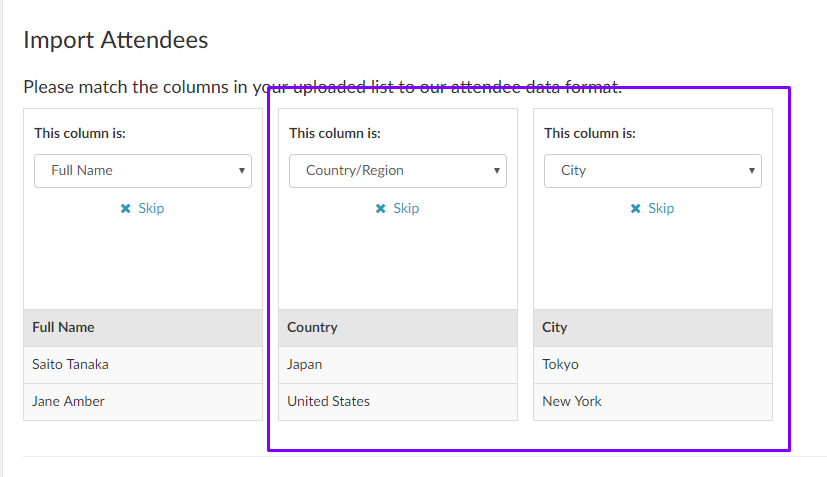 Import Attendees
Please match the columns in your uploaded list to our attendee data format.
This column is:
Full Name
Skip
Full Name
Saito Tanaka
Jane Amber
This column is:
Country/Region
Skip
Country
Japan
United States
This column is:
City
Skip
City
Tokyo
New York